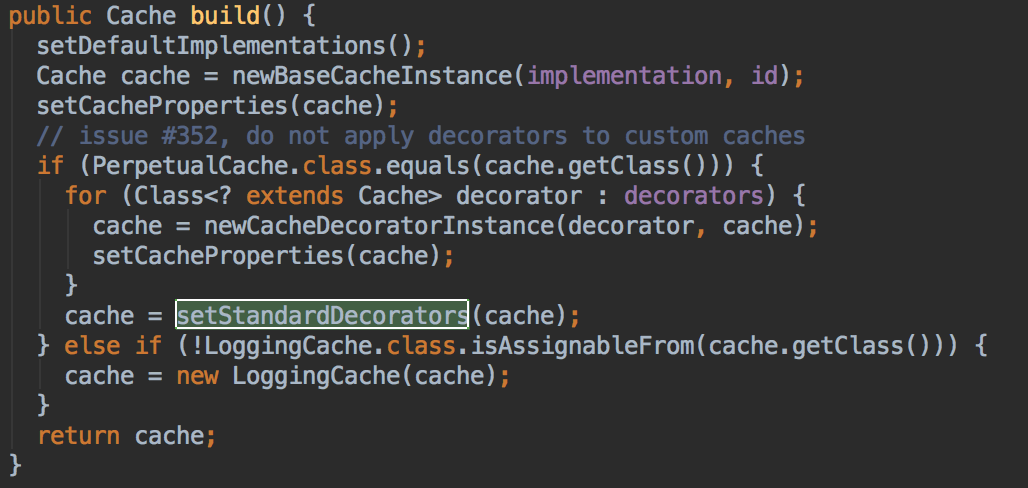 public Cache build() {
  setDefaultImplementations();
  Cache cache = newBaseCacheInstance(implementation, id);
  setCacheProperties(cache);
  // issue #352, do not apply decorators to custom caches
  if (PerpetualCache.class.equals(cache.getClass())) {
    for (Class<? extends Cache> decorator : decorators) {
      cache = newCacheDecoratorInstance(decorator, cache);
      setCacheProperties(cache);
    }
    cache = setStandardDecorators(cache);
  } else if (!LoggingCache.class.isAssignableFrom(cache.getClass())) {
    cache = new LoggingCache(cache);
  }
  return cache;
}